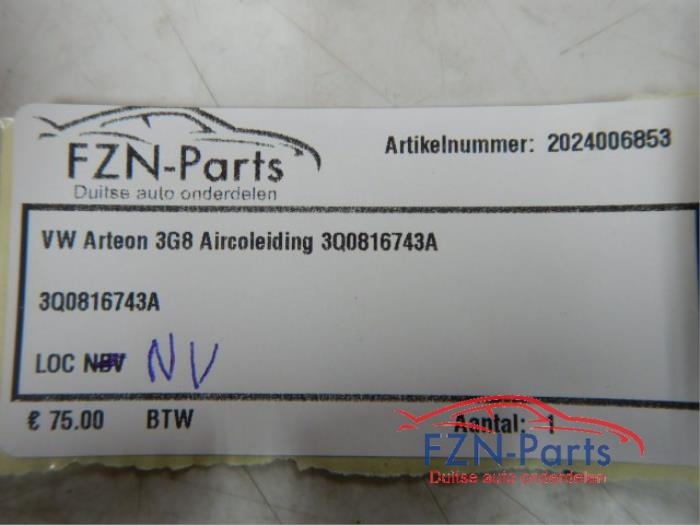 FZN-Parts
Duitse auto onderdelen
Artikelnummer: 2024006853
VW Arteon 3G8 Aircoleiding 3Q0816743A
3Q0816743A
LOC NV
€ 75.00 BTW Aantal: 1
FZN-Parts
Duitse auto onderdelen